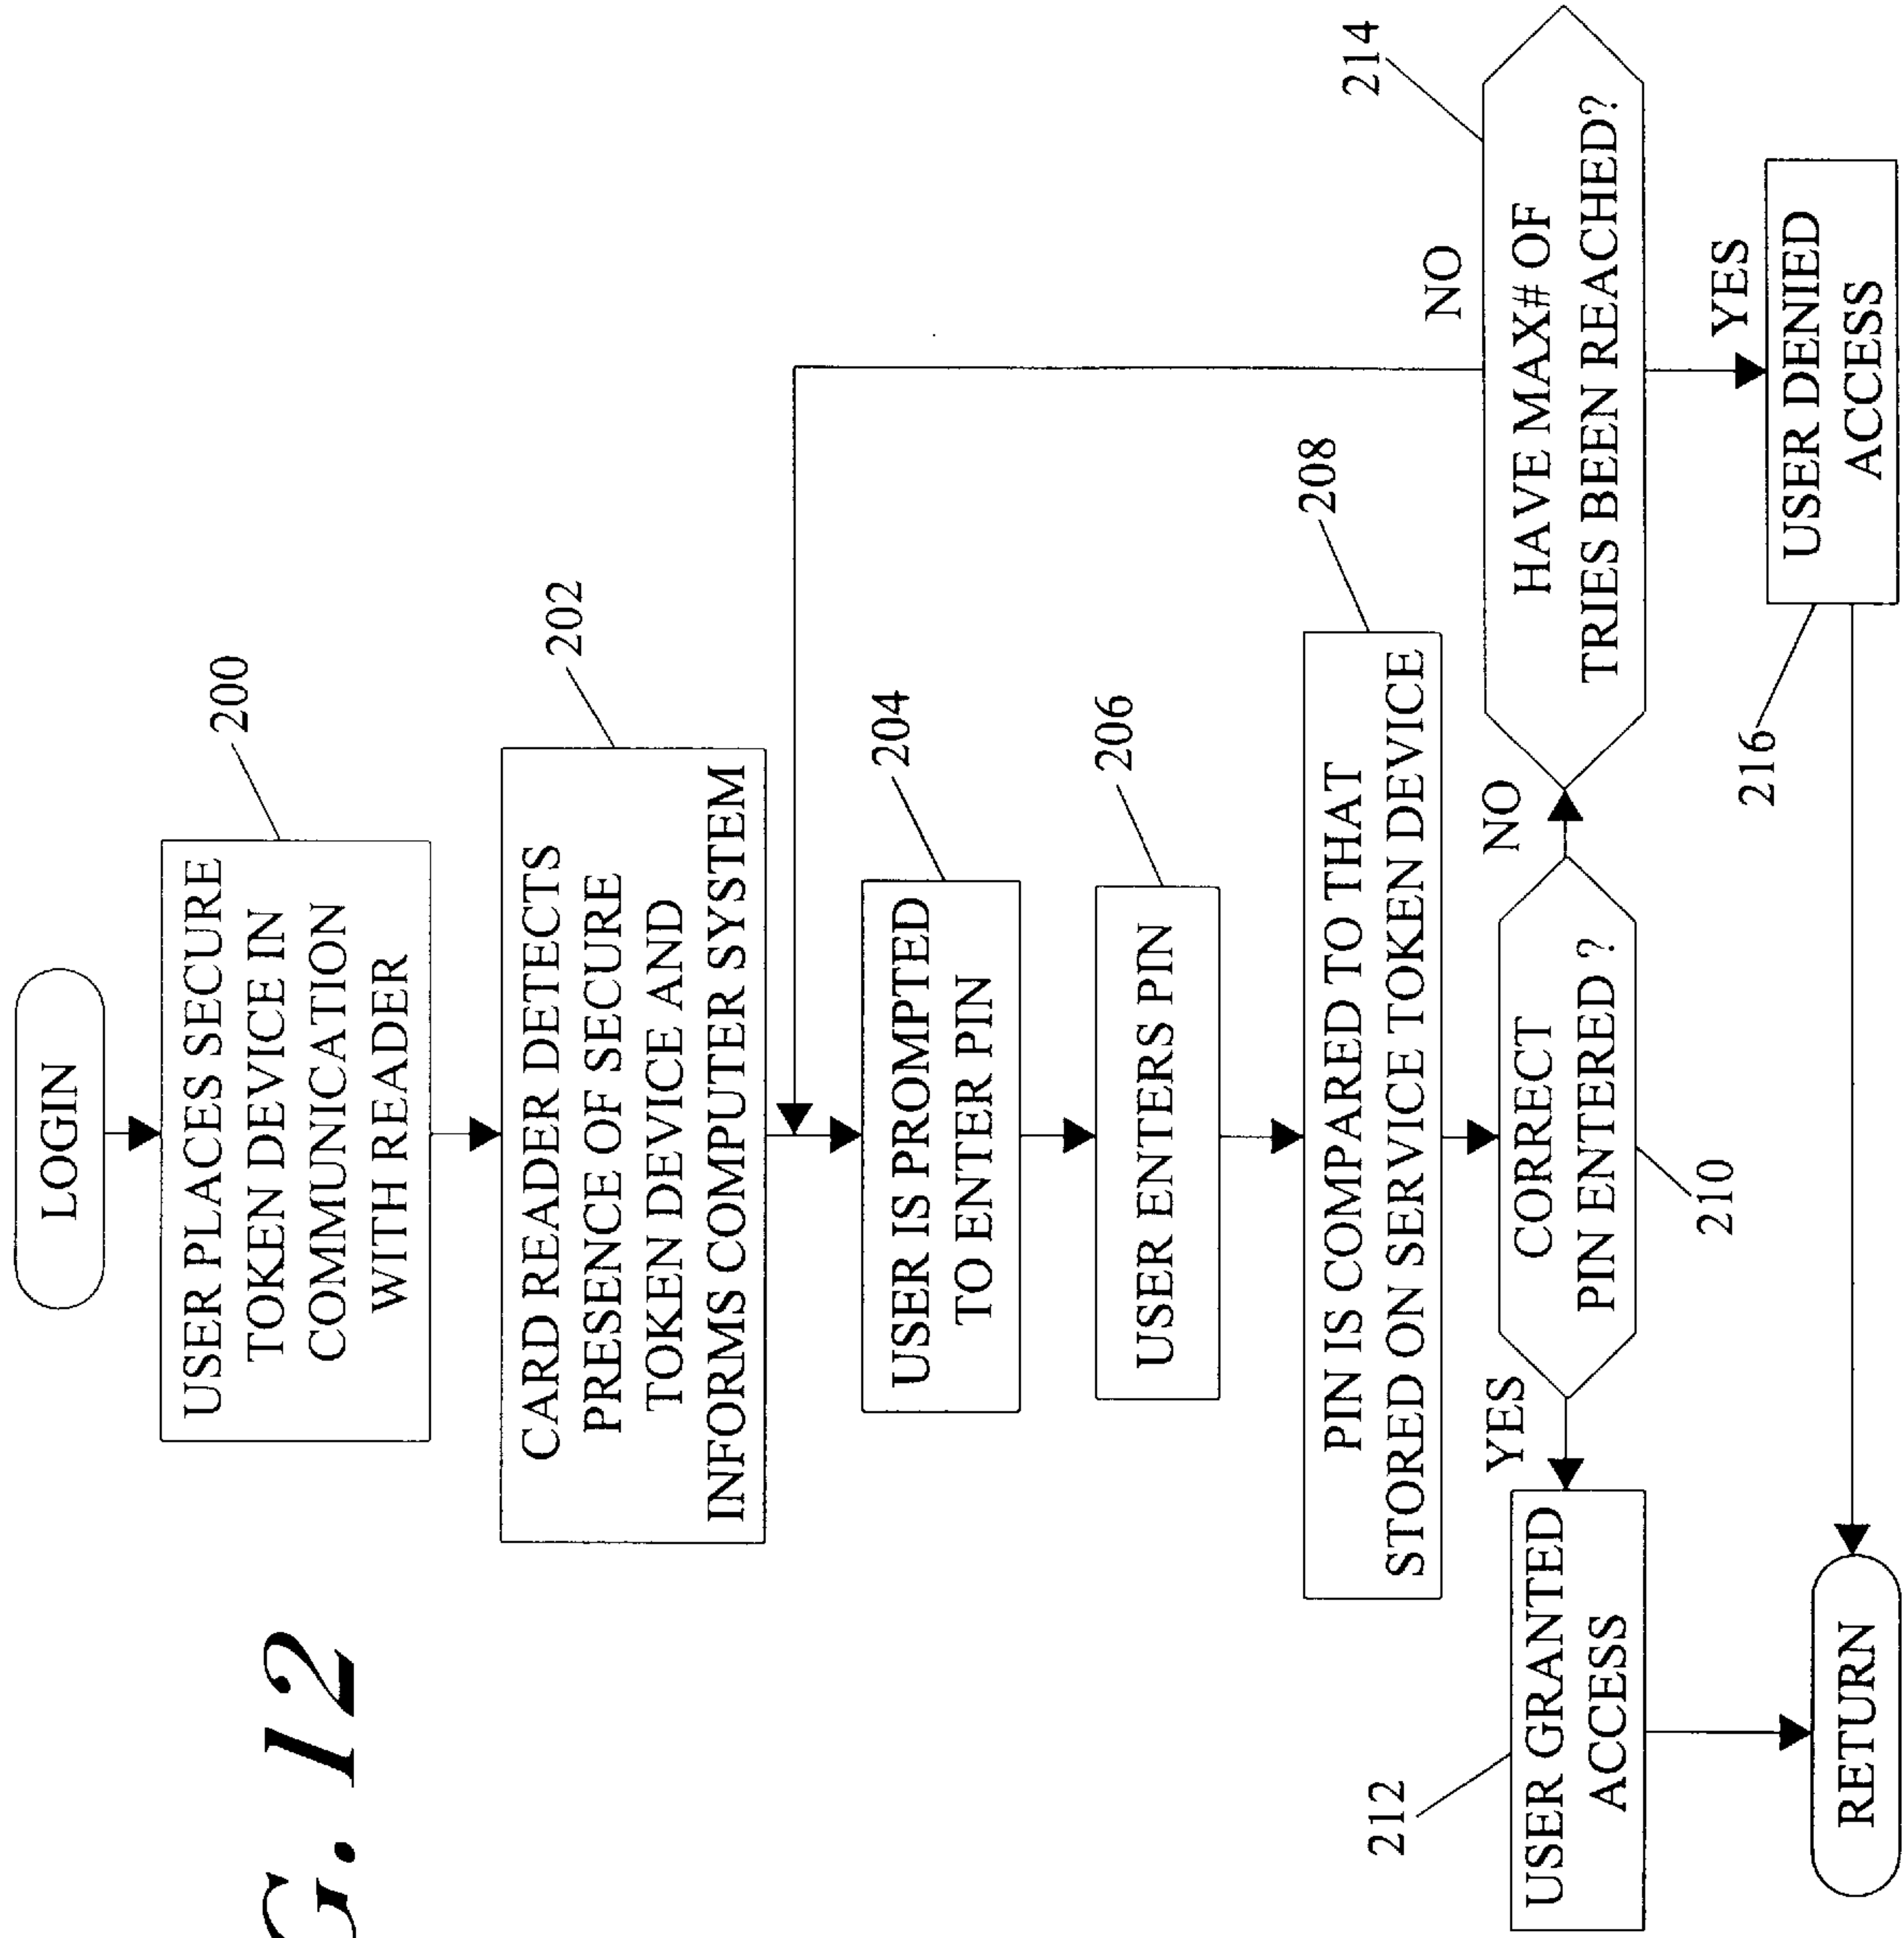 G. 12
LOGIN
USER PLACES SECURE
TOKEN DEVICE IN
COMMUNICATION
WITH READER
200
CARD READER DETECTS
PRESENCE OF SECURE
TOKEN DEVICE AND
INFORMS COMPUTER SYSTEM
202
USER IS PROMPTED
TO ENTER PIN
204
USER ENTERS PIN
206
PIN IS COMPARED TO THAT
STORED ON SERVICE TOKEN DEVICE
208
CORRECT
PIN ENTERED ?
210
YES
NO
USER GRANTED
ACCESS
212
HAVE MAX# OF
TRIES BEEN REACHED?
214
NO
YES
USER DENIED
ACCESS
216
RETURN